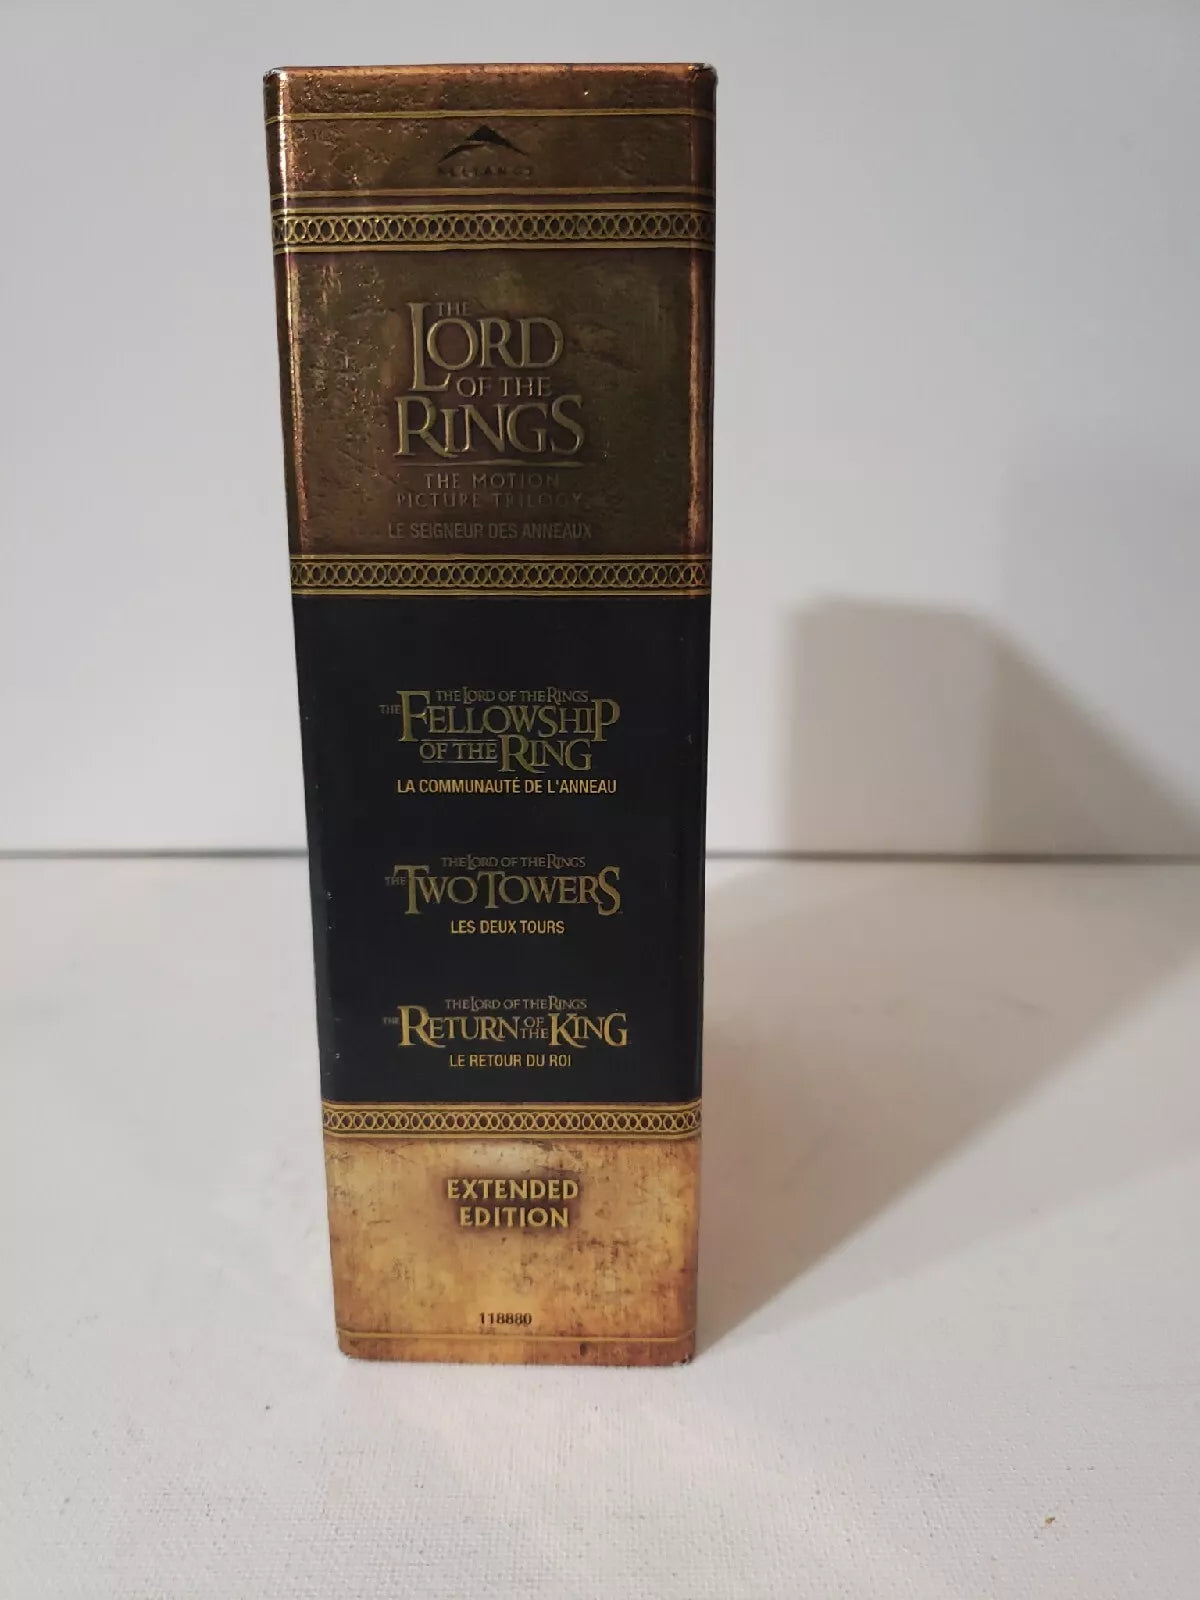 ALLIANCE
THE
LORD
OF THE
RINGS
THE MOTION
PICTURE TRILOGY
LE SEIGNEUR DES ANNEAUX
THE LORD OF THE RINGS
THE FELLOWSHIP
OF THE RING
LA COMMUNAUTÉ DE L'ANNEAU
THE LORD OF THE RINGS
THE TWO TOWERS
LES DEUX TOURS
THE LORD OF THE RINGS
THE RETURN OF THE KING
LE RETOUR DU ROI
EXTENDED
EDITION
118880